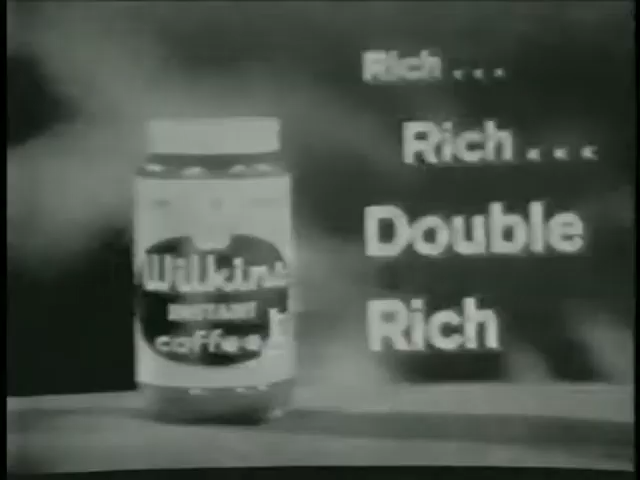 Rich...
Rich...
Double
Rich
Wilkins
INSTANT
coffee